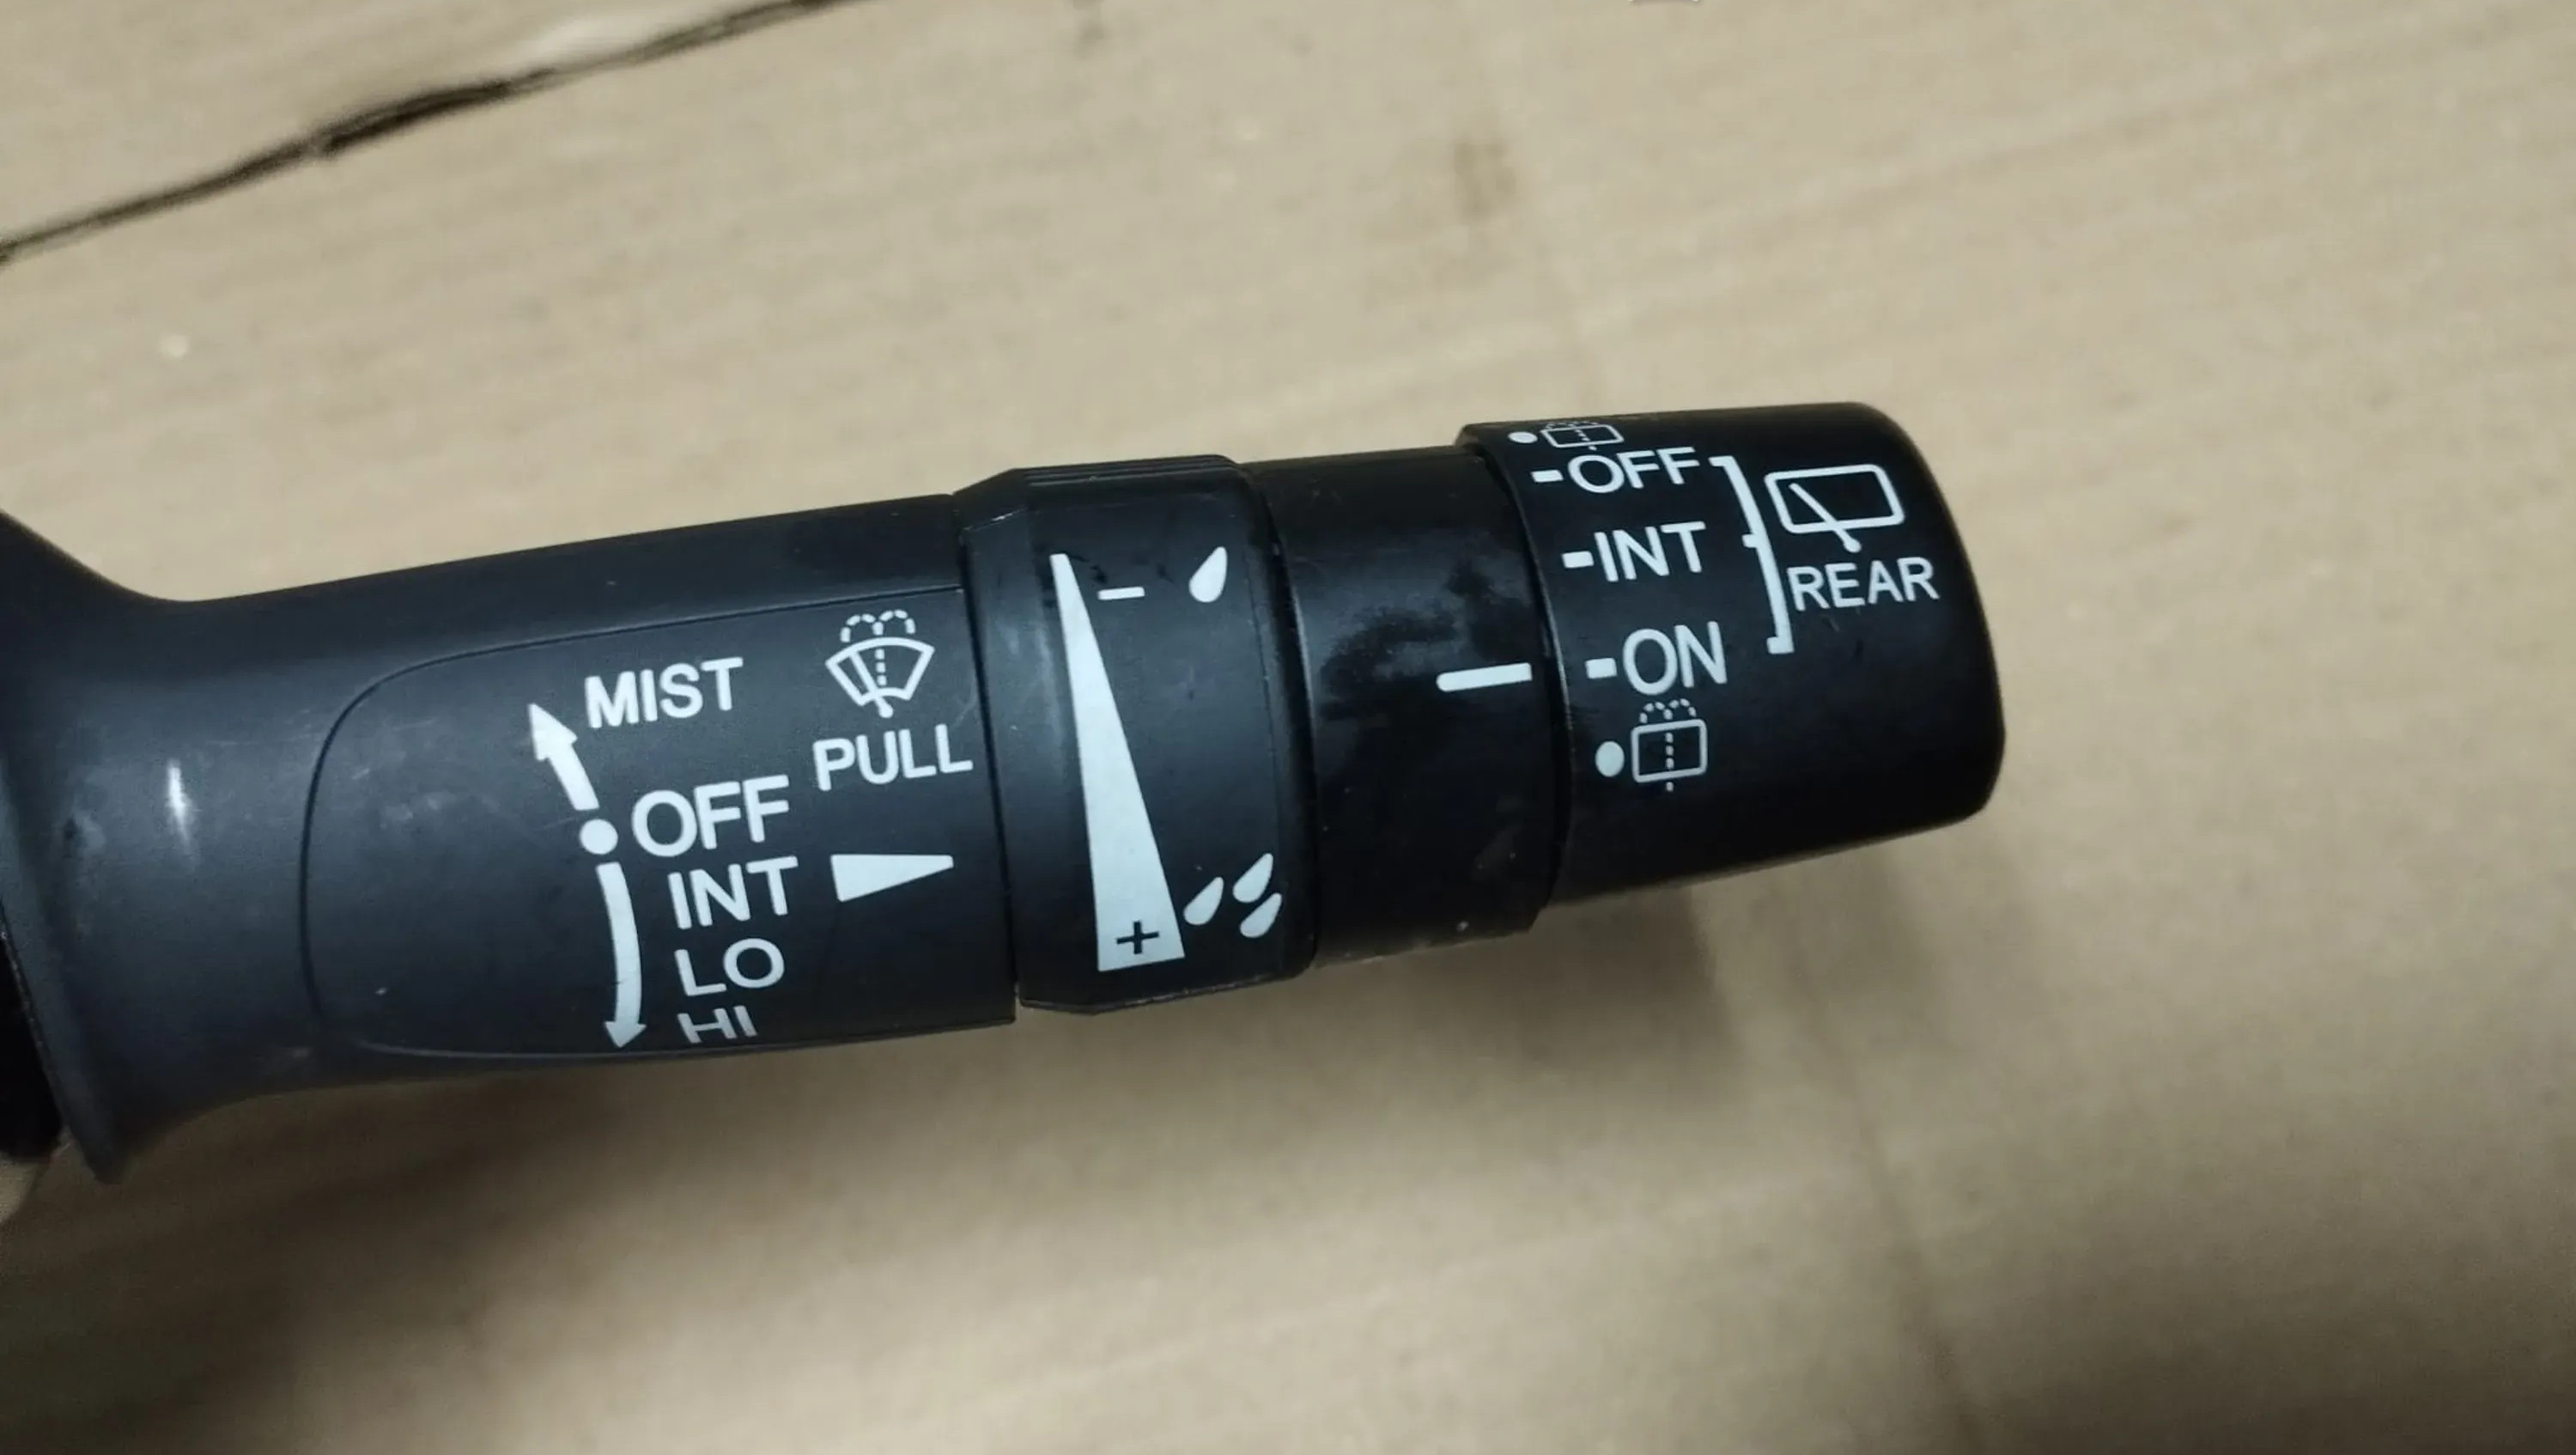 MIST
PULL
OFF
INT
LO
HI
-
+
OFF
INT
ON
REAR